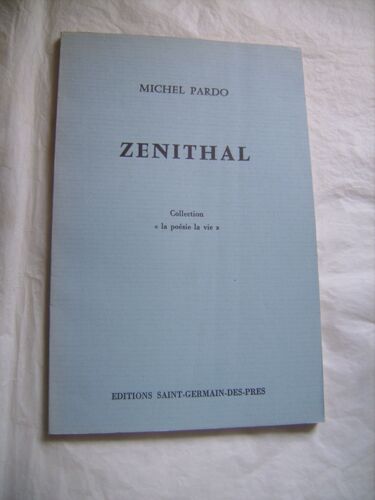 MICHEL PARDO
ZENITHAL
Collection
« la poésie la vie »
EDITIONS SAINT-GERMAIN-DES-PRES